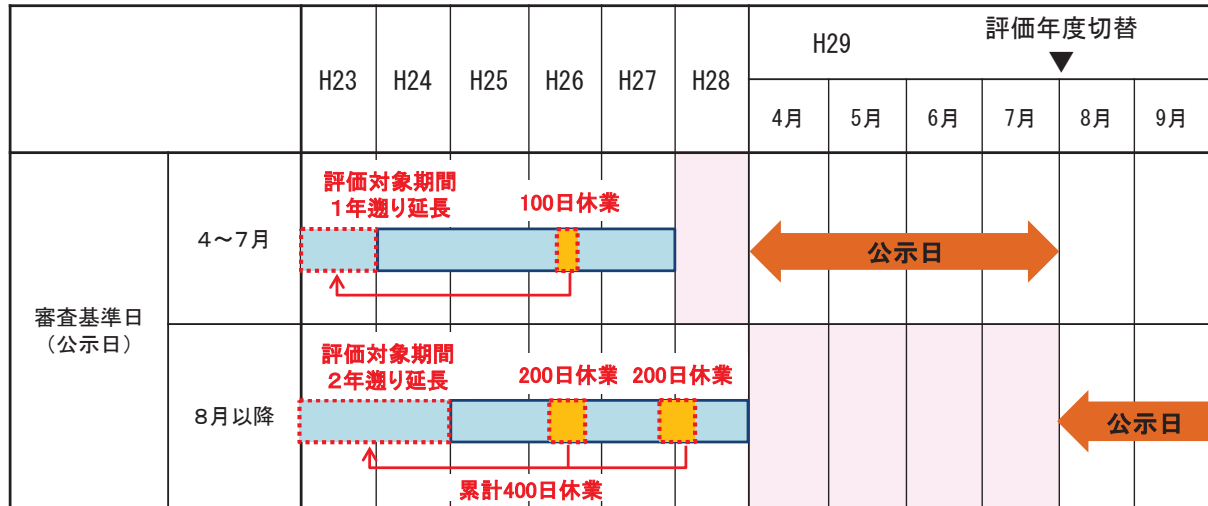 H23
H24
H25
H26
H27
H28
H29
評価年度切替
▼
4月
5月
6月
7月
8月
9月
審査基準日
（公示日）
４～７月
評価対象期間
１年遡り延長
100日休業
公示日
８月以降
評価対象期間
２年遡り延長
200日休業
200日休業
累計400日休業
公示日